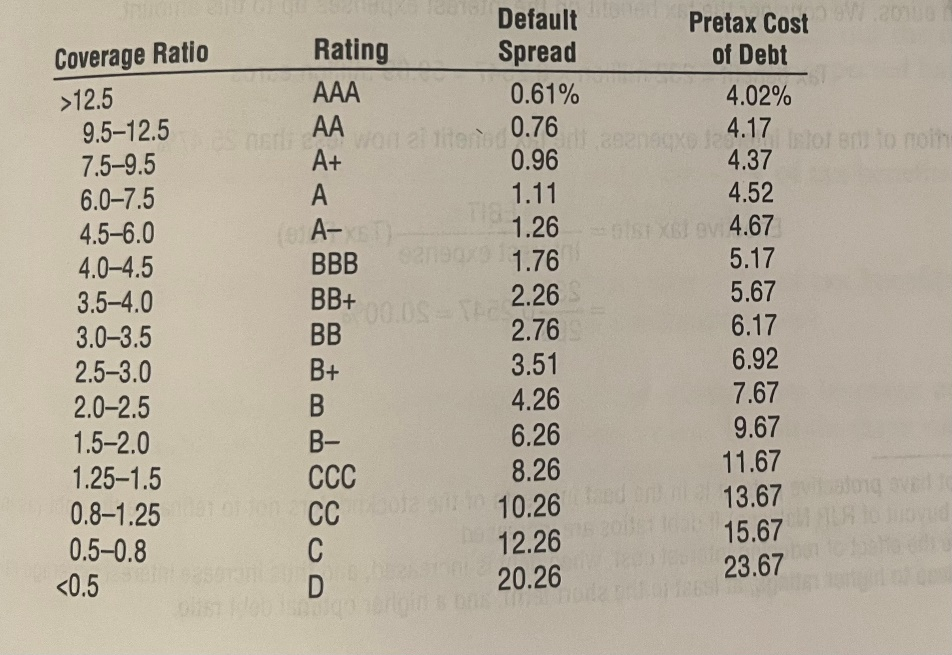 Coverage Ratio Rating Default Spread Pretax Cost of Debt
>12.5 AAA 0.61% 4.02%
9.5–12.5 AA 0.76 4.17
7.5–9.5 A+ 0.96 4.37
6.0–7.5 A 1.11 4.52
4.5–6.0 A– 1.26 4.67
4.0–4.5 BBB 1.76 5.17
3.5–4.0 BB+ 2.26 5.67
3.0–3.5 BB 2.76 6.17
2.5–3.0 B+ 3.51 6.92
2.0–2.5 B 4.26 7.67
1.5–2.0 B– 6.26 9.67
1.25–1.5 CCC 8.26 11.67
0.8–1.25 CC 10.26 13.67
0.5–0.8 C 12.26 15.67
<0.5 D 20.26 23.67